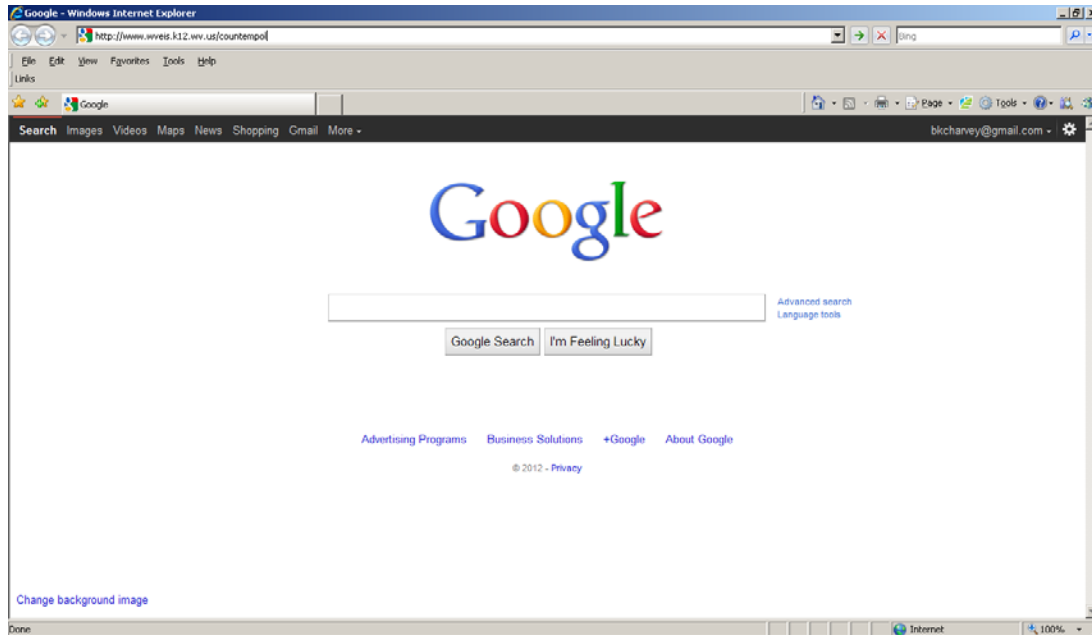 Google - Windows Internet Explorer
http://www.wveis.k12.wv.us/countempol
Bing
File Edit View Favorites Tools Help
Links
Google
Page Tools
Search Images Videos Maps News Shopping Gmail More
bkcharvey@gmail.com
Google
Advanced search
Language tools
Google Search I'm Feeling Lucky
Advertising Programs Business Solutions +Google About Google
© 2012 - Privacy
Change background image
Done Internet 100%